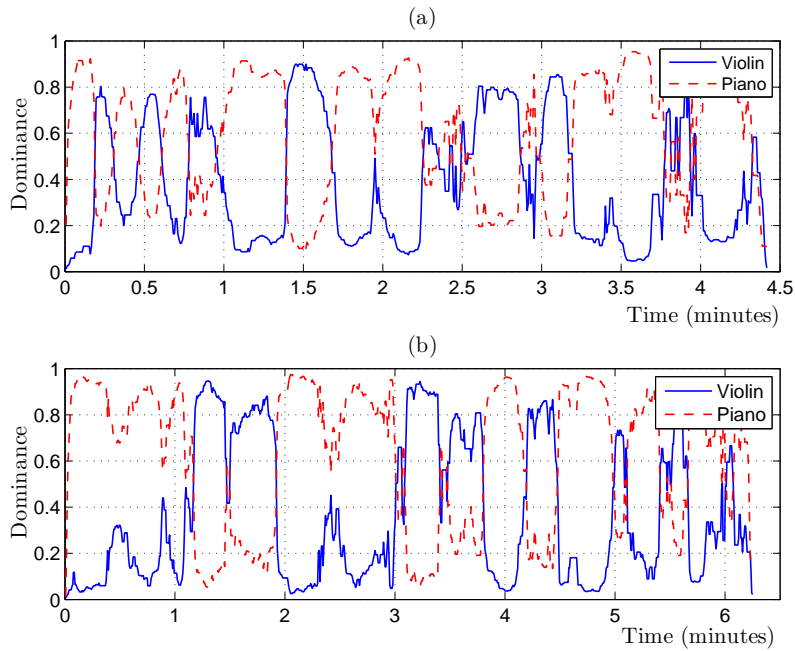 (a)
Dominance
1
0.8
0.6
0.4
0.2
0
Violin
Piano
0 0.5 1 1.5 2 2.5 3 3.5 4 4.5
Time (minutes)
(b)
Dominance
1
0.8
0.6
0.4
0.2
0
Violin
Piano
0 1 2 3 4 5 6
Time (minutes)